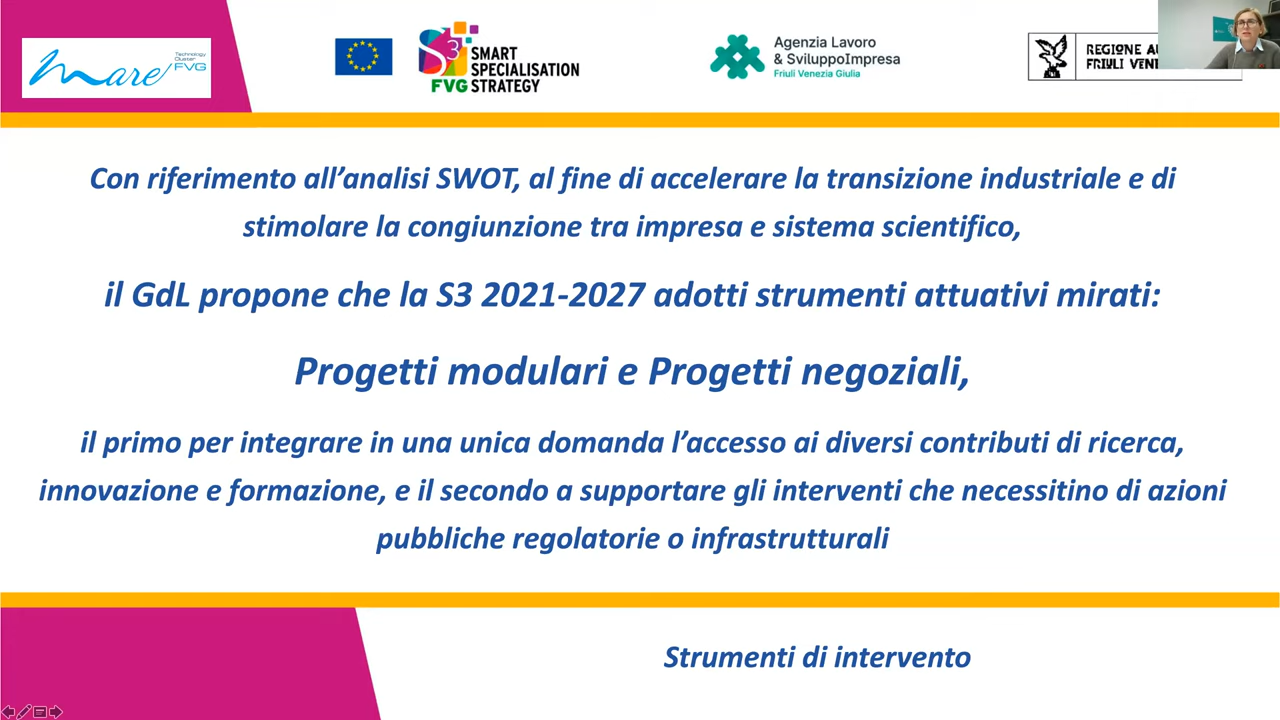 mare
Technology
Cluster
FVG
S3 SMART
SPECIALISATION
FVG STRATEGY
Agenzia Lavoro
& SviluppoImpresa
Friuli Venezia Giulia
REGIONE
FRIULI
Con riferimento all’analisi SWOT, al fine di accelerare la transizione industriale e di
stimolare la congiunzione tra impresa e sistema scientifico,
il GdL propone che la S3 2021-2027 adotti strumenti attuativi mirati:
Progetti modulari e Progetti negoziali,
il primo per integrare in una unica domanda l’accesso ai diversi contributi di ricerca,
innovazione e formazione, e il secondo a supportare gli interventi che necessitino di azioni
pubbliche regolatorie o infrastrutturali
Strumenti di intervento